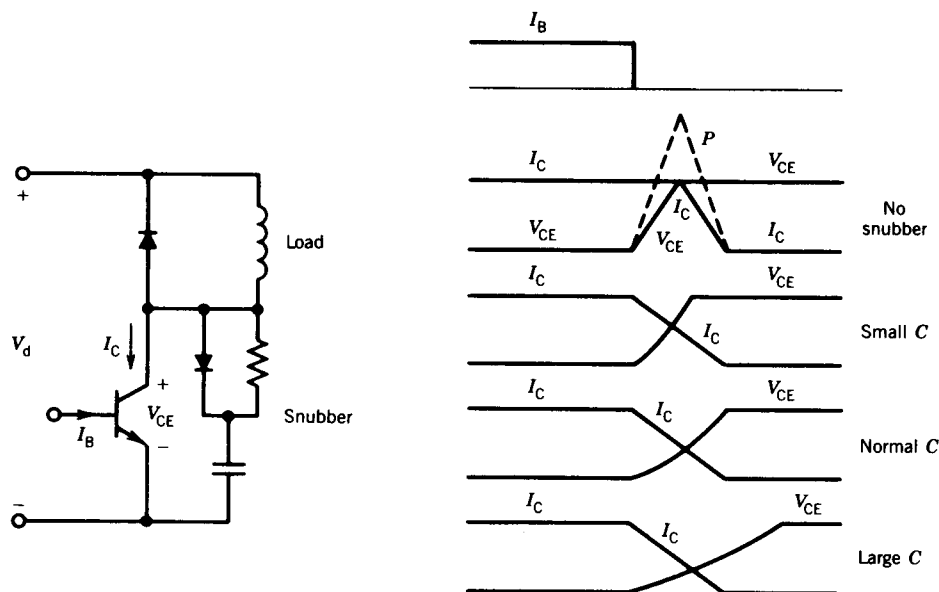 +
Load
V_d
I_C
+
V_CE
I_B
−
Snubber
−
I_B
P
I_C
V_CE
I_C
V_CE
V_CE
I_C
No
snubber
I_C
V_CE
I_C
Small C
I_C
I_C
V_CE
Normal C
I_C
I_C
V_CE
Large C